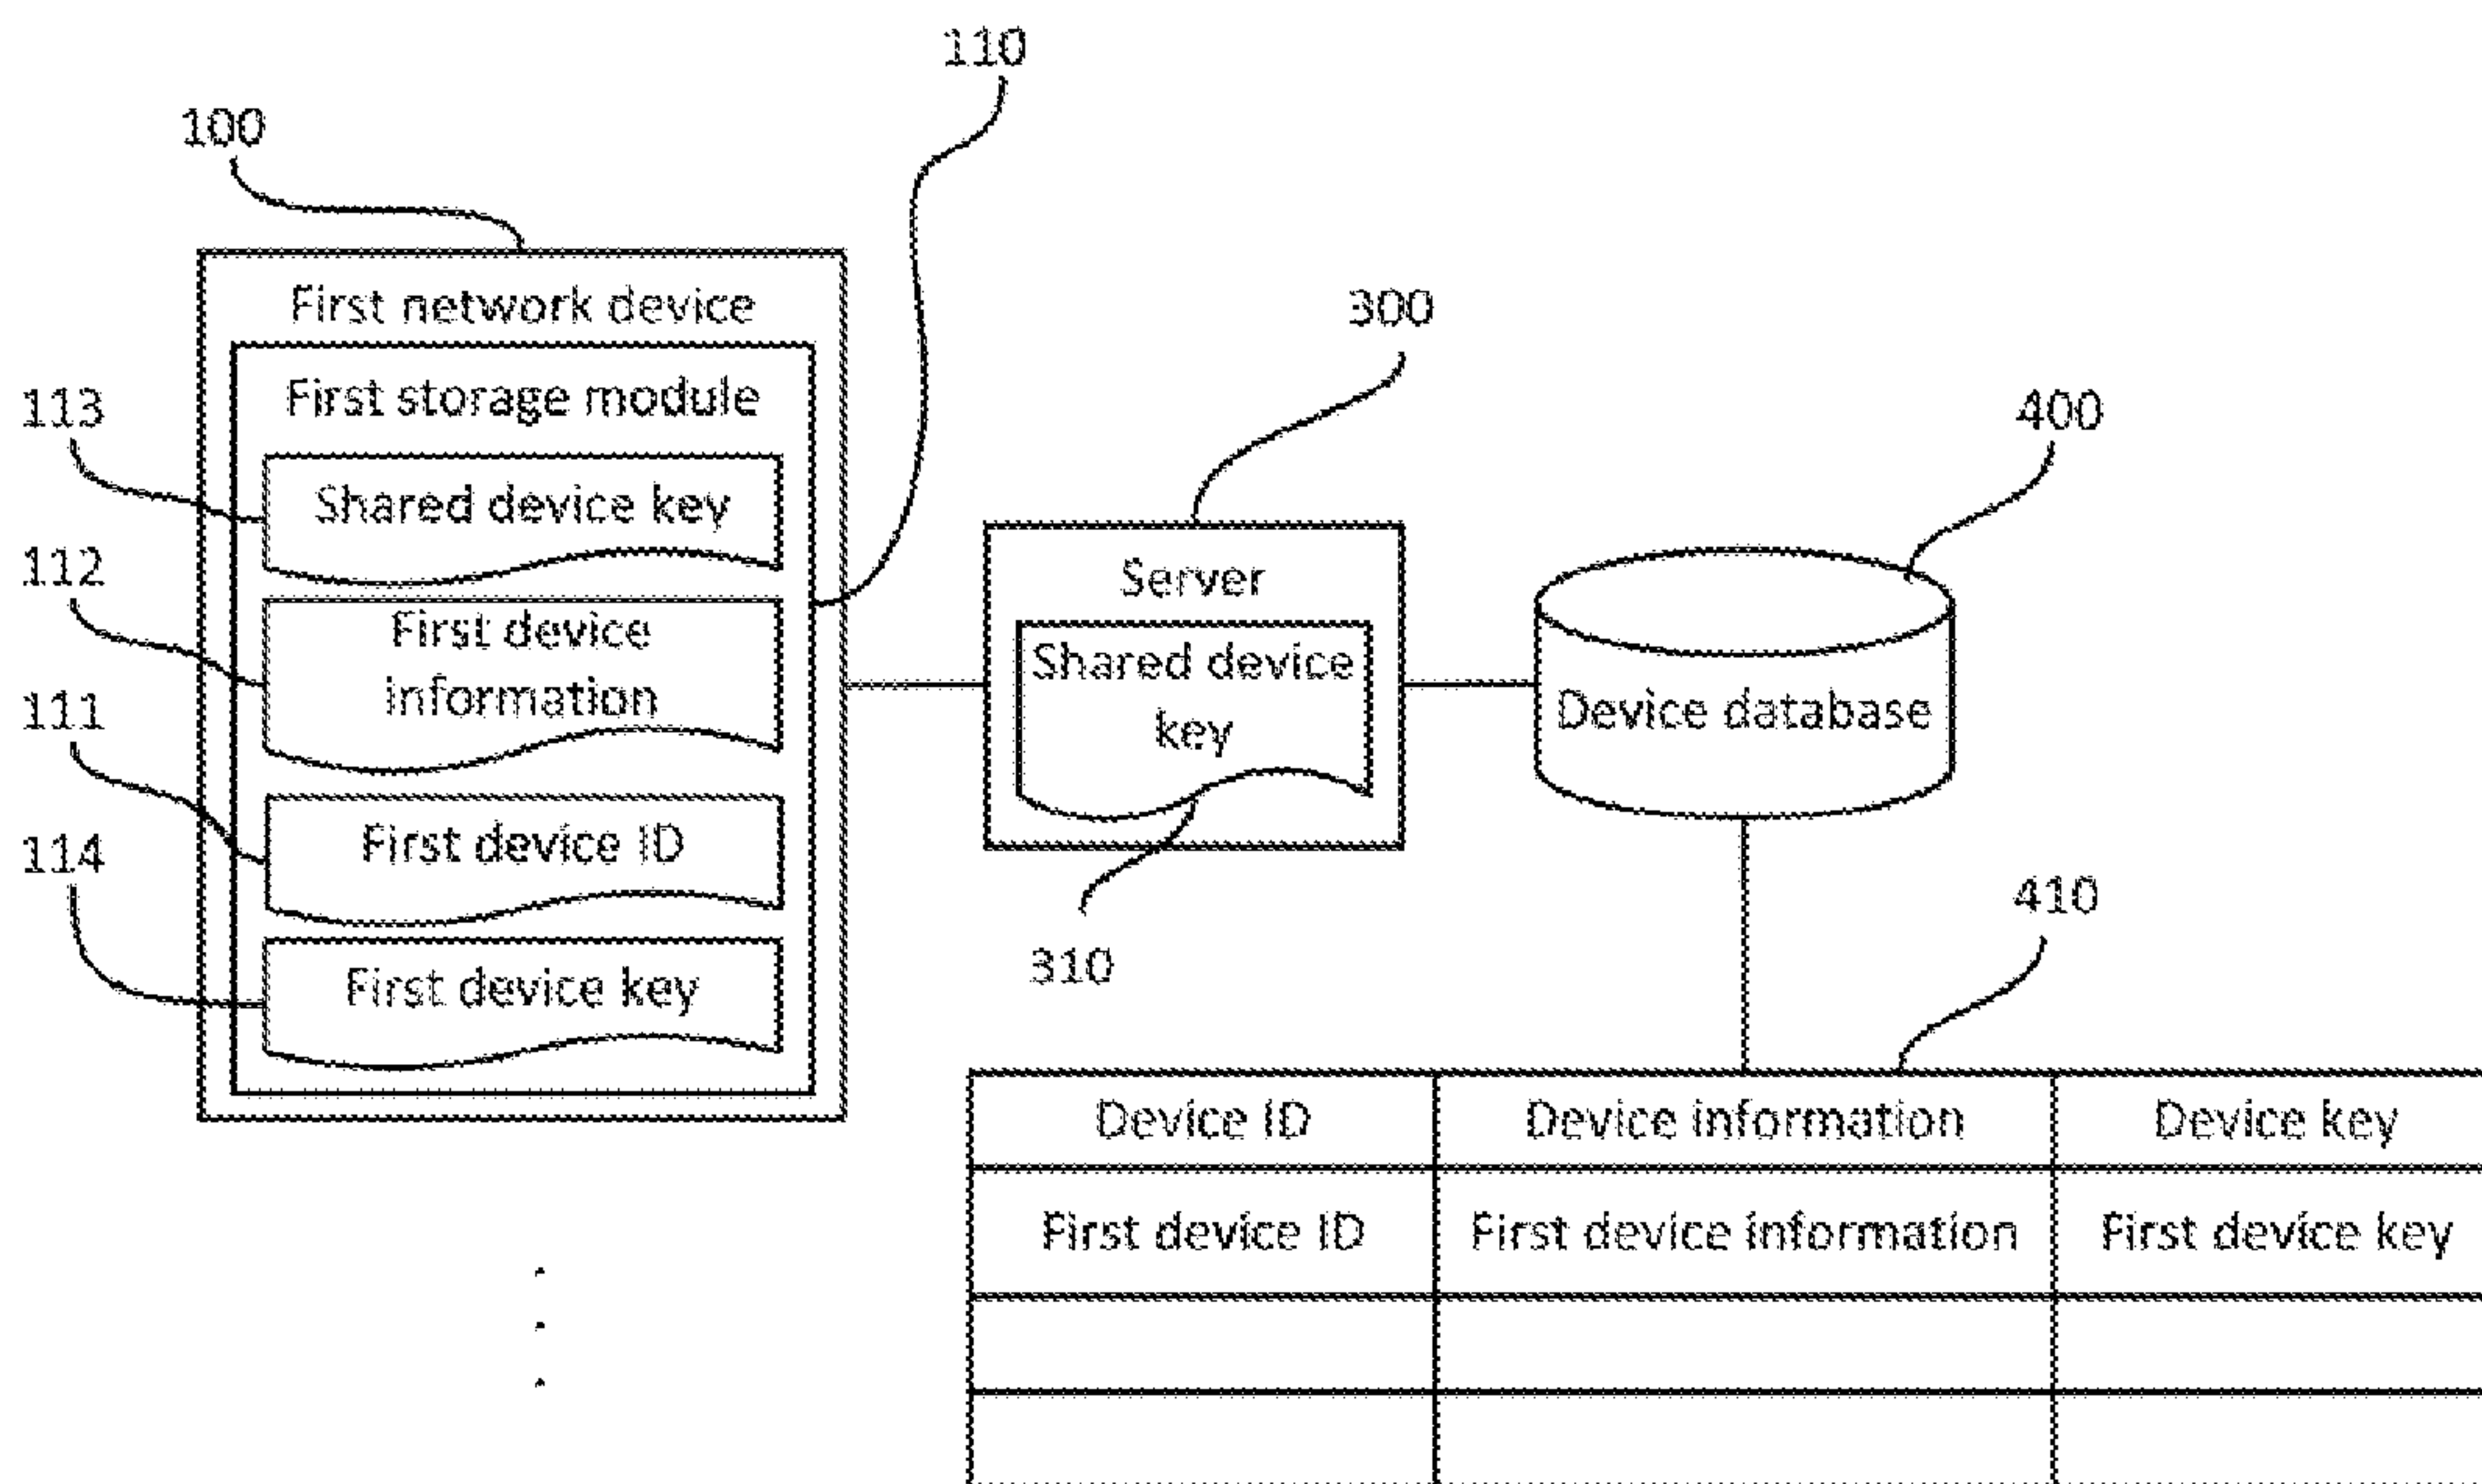 110
100
First network device
300
First storage module
113
400
Shared device key
112
Server
First device
information
Shared device
key
111
Device database
First device ID
114
410
310
First device key
Device ID Device information Device key
First device ID First device information First device key